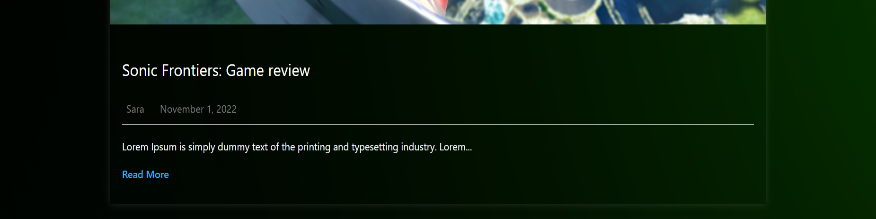 Sonic Frontiers: Game review
Sara November 1, 2022
Lorem Ipsum is simply dummy text of the printing and typesetting industry. Lorem...
Read More